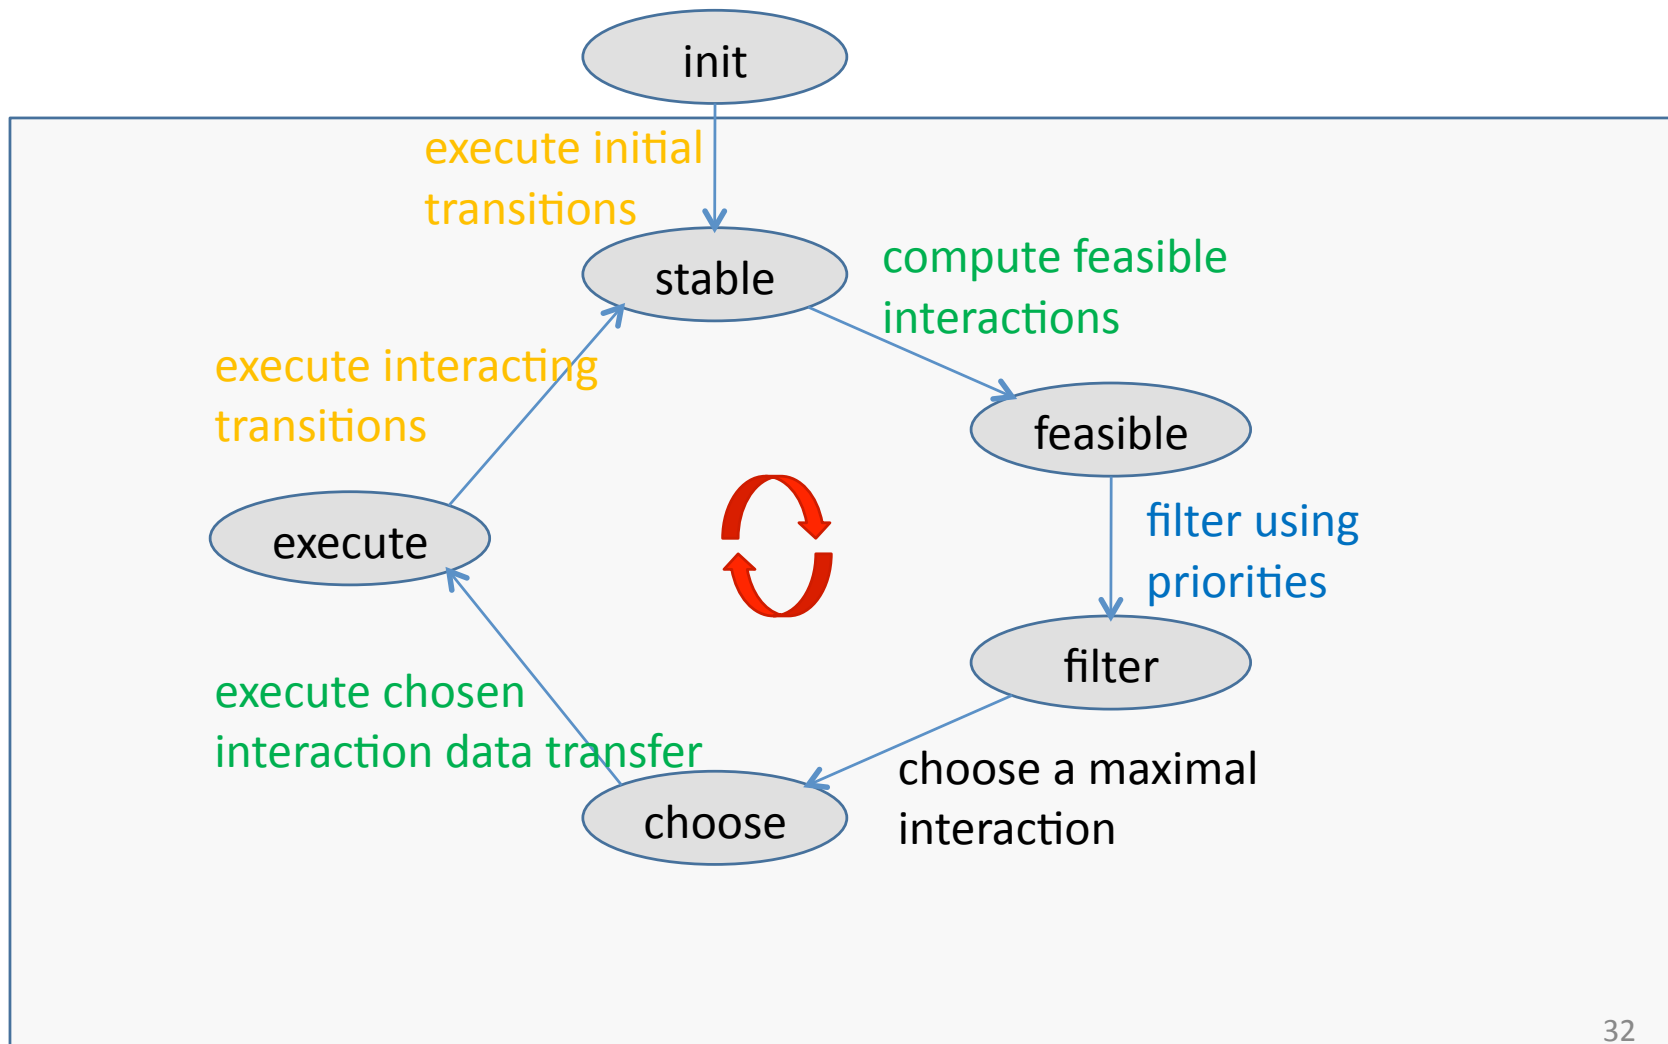 init
execute initial
transitions
stable
compute feasible
interactions
execute interacting
transitions
feasible
filter using
priorities
execute
filter
execute chosen
interaction data transfer
choose a maximal
interaction
choose
32